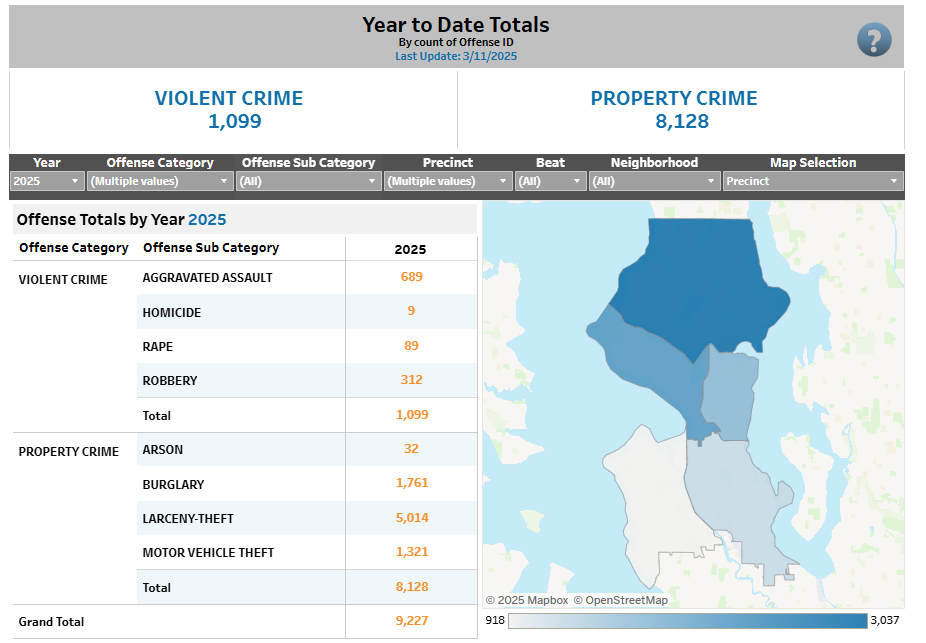 Year to Date Totals
By count of Offense ID
Last Update: 3/11/2025
?
VIOLENT CRIME
1,099
PROPERTY CRIME
8,128
Year Offense Category Offense Sub Category Precinct Beat Neighborhood Map Selection
2025 (Multiple values) (All) (Multiple values) (All) (All) Precinct
Offense Totals by Year 2025
Offense Category Offense Sub Category 2025
VIOLENT CRIME AGGRAVATED ASSAULT 689
HOMICIDE 9
RAPE 89
ROBBERY 312
Total 1,099
PROPERTY CRIME ARSON 32
BURGLARY 1,761
LARCENY-THEFT 5,014
MOTOR VEHICLE THEFT 1,321
Total 8,128
Grand Total 9,227
© 2025 Mapbox © OpenStreetMap
918 3,037